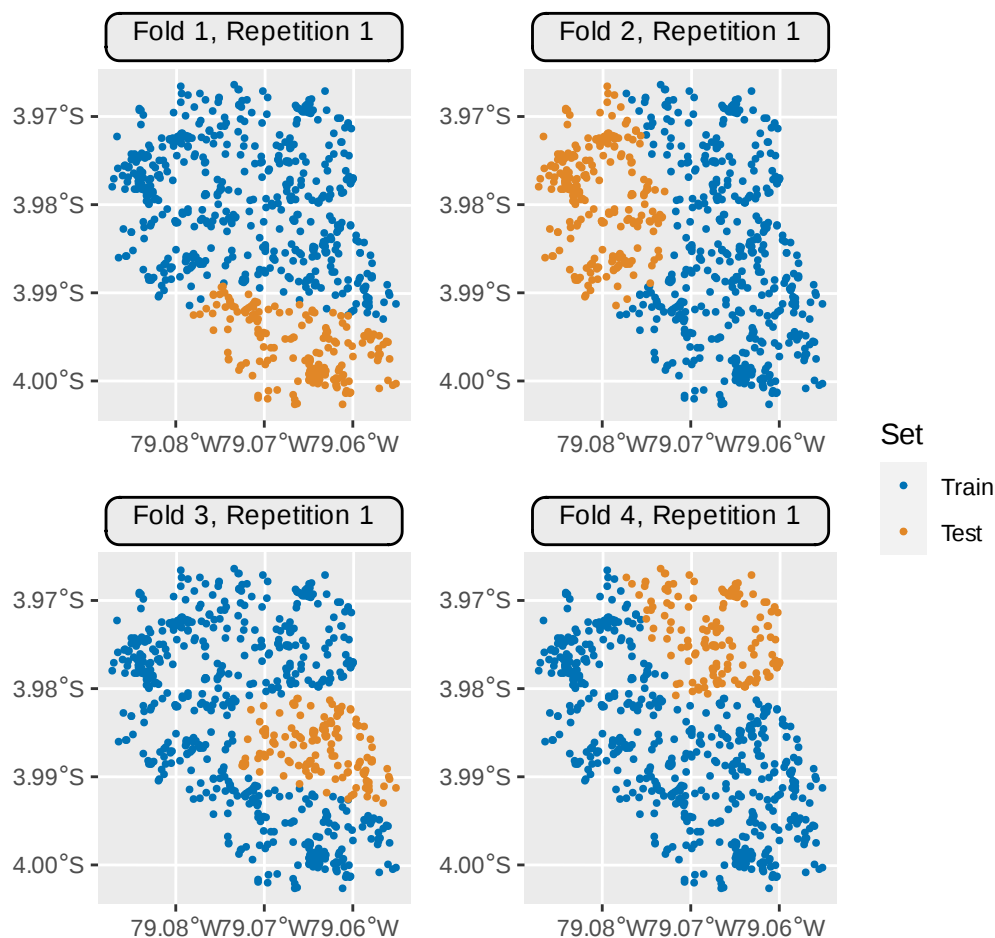 Fold 1, Repetition 1
Fold 2, Repetition 1
3.97°S
3.98°S
3.99°S
4.00°S
79.08°W79.07°W79.06°W
3.97°S
3.98°S
3.99°S
4.00°S
79.08°W79.07°W79.06°W
Set
Train
Test
Fold 3, Repetition 1
Fold 4, Repetition 1
3.97°S
3.98°S
3.99°S
4.00°S
79.08°W79.07°W79.06°W
3.97°S
3.98°S
3.99°S
4.00°S
79.08°W79.07°W79.06°W